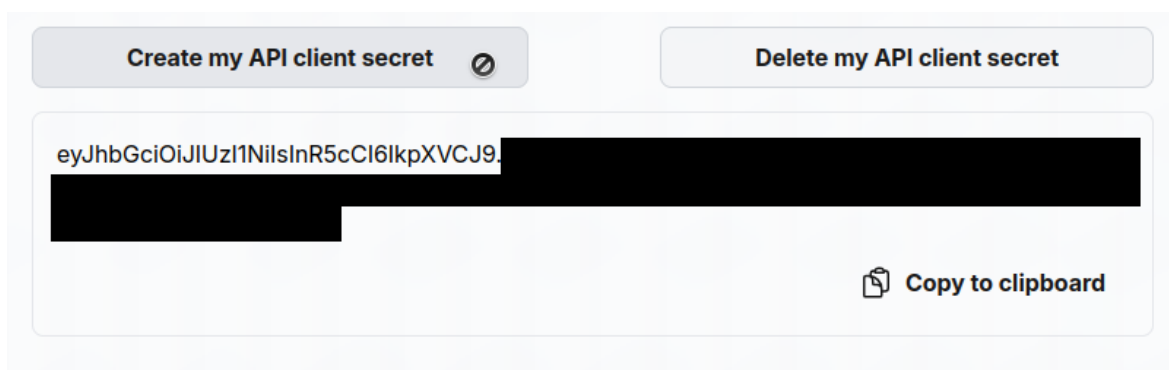 Create my API client secret
Delete my API client secret
eyJhbGciOiJIUzI1NiIsInR5cCI6IkpXVCJ9.
Copy to clipboard